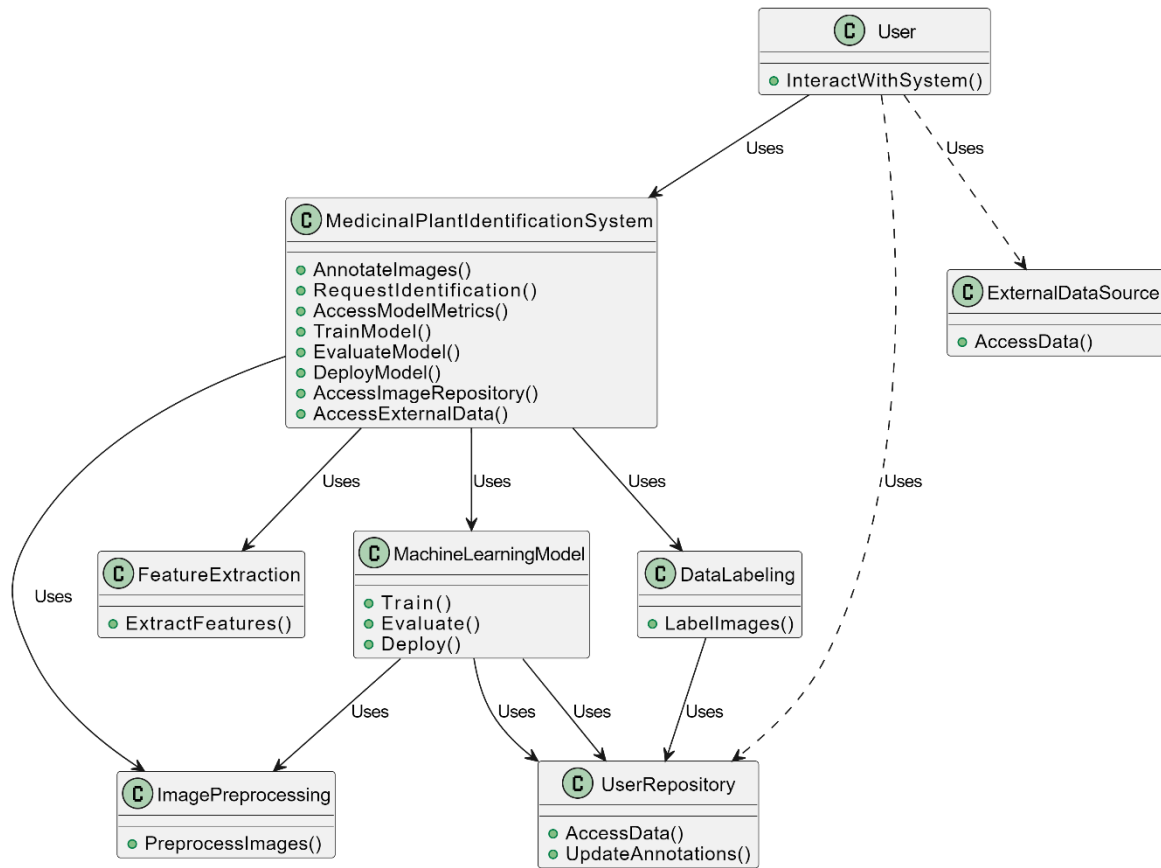 C User
InteractWithSystem()
Uses
Uses
C MedicinalPlantIdentificationSystem
AnnotateImages()
RequestIdentification()
AccessModelMetrics()
TrainModel()
EvaluateModel()
DeployModel()
AccessImageRepository()
AccessExternalData()
C ExternalDataSource
AccessData()
Uses
Uses
Uses
Uses
C FeatureExtraction
ExtractFeatures()
C MachineLearningModel
Train()
Evaluate()
Deploy()
C DataLabeling
LabelImages()
Uses
Uses
Uses
Uses
Uses
C ImagePreprocessing
PreprocessImages()
C UserRepository
AccessData()
UpdateAnnotations()